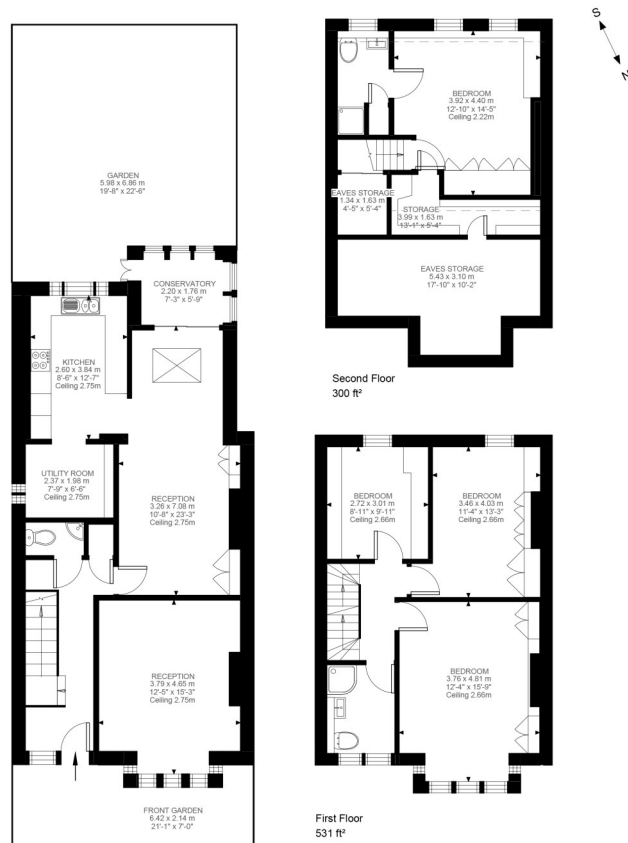 S
N
GARDEN
5.98 x 6.86 m
19'-8" x 22'-6"
CONSERVATORY
2.20 x 1.76 m
7'-3" x 5'-9"
KITCHEN
2.60 x 3.84 m
8'-6" x 12'-7"
Ceiling 2.75m
UTILITY ROOM
2.37 x 1.98 m
7'-9" x 6'-6"
Ceiling 2.75m
RECEPTION
3.26 x 7.08 m
10'-8" x 23'-3"
Ceiling 2.75m
RECEPTION
3.79 x 4.65 m
12'-5" x 15'-3"
Ceiling 2.75m
FRONT GARDEN
6.42 x 2.14 m
21'-1" x 7'-0"
BEDROOM
3.92 x 4.40 m
12'-10" x 14'-5"
Ceiling 2.22m
EAVES STORAGE
1.34 x 1.63 m
4'-5" x 5'-4"
STORAGE
3.99 x 1.63 m
13'-1" x 5'-4"
EAVES STORAGE
5.43 x 3.10 m
17'-10" x 10'-2"
Second Floor
300 ft²
BEDROOM
2.72 x 3.01 m
8'-11" x 9'-11"
Ceiling 2.66m
BEDROOM
3.46 x 4.03 m
11'-4" x 13'-3"
Ceiling 2.66m
BEDROOM
3.76 x 4.81 m
12'-4" x 15'-9"
Ceiling 2.66m
First Floor
531 ft²